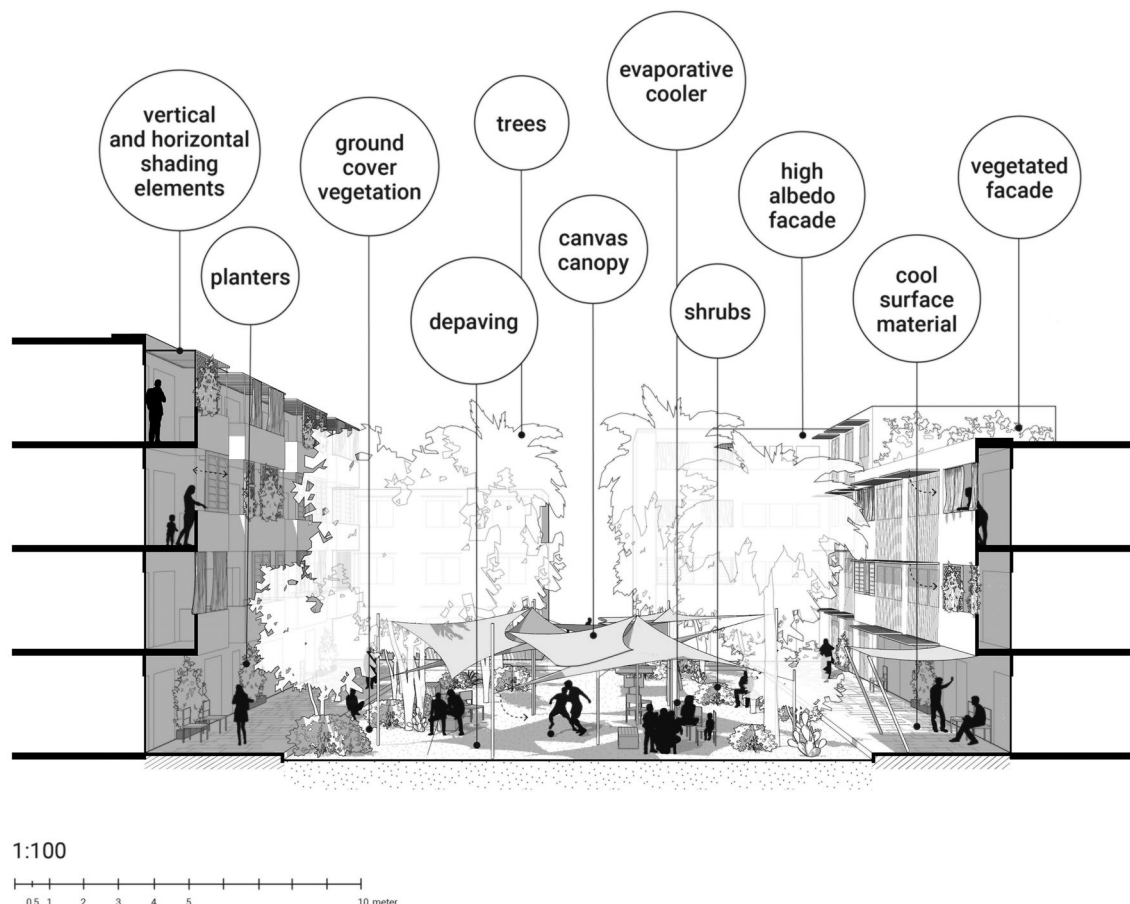 evaporative
cooler
vertical
and horizontal
shading
elements
ground
cover
vegetation
trees
high
albedo
facade
vegetated
facade
canvas
canopy
planters
depaving
shrubs
cool
surface
material
1:100
0.5 1 2 3 4 5 10 meter